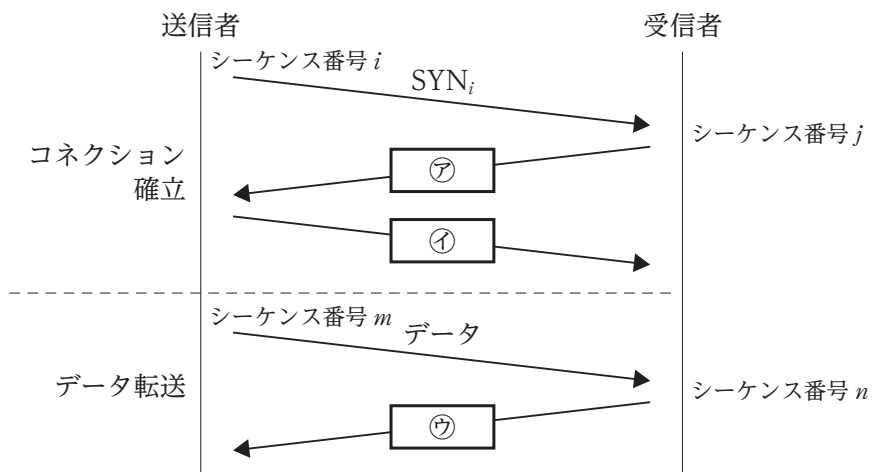 送信者
受信者
シーケンス番号 i
SYNi
シーケンス番号 j
コネクション
確立
㋐
㋑
シーケンス番号 m
データ
データ転送
シーケンス番号 n
㋒